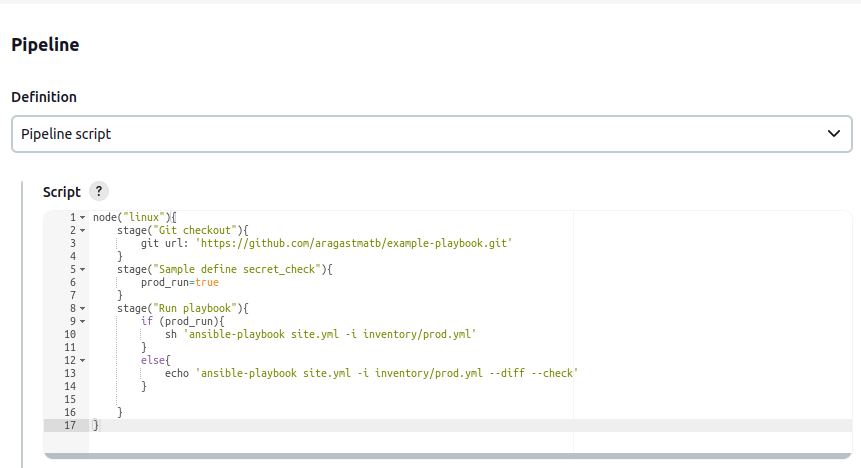 Pipeline
Definition
Pipeline script
Script ?
1 node("linux"){
2     stage("Git checkout"){
3         git url: 'https://github.com/aragastmatb/example-playbook.git'
4     }
5     stage("Sample define secret_check"){
6         prod_run=true
7     }
8     stage("Run playbook"){
9         if (prod_run){
10             sh 'ansible-playbook site.yml -i inventory/prod.yml'
11         }
12         else{
13             echo 'ansible-playbook site.yml -i inventory/prod.yml --diff --check'
14         }
15
16     }
17 }